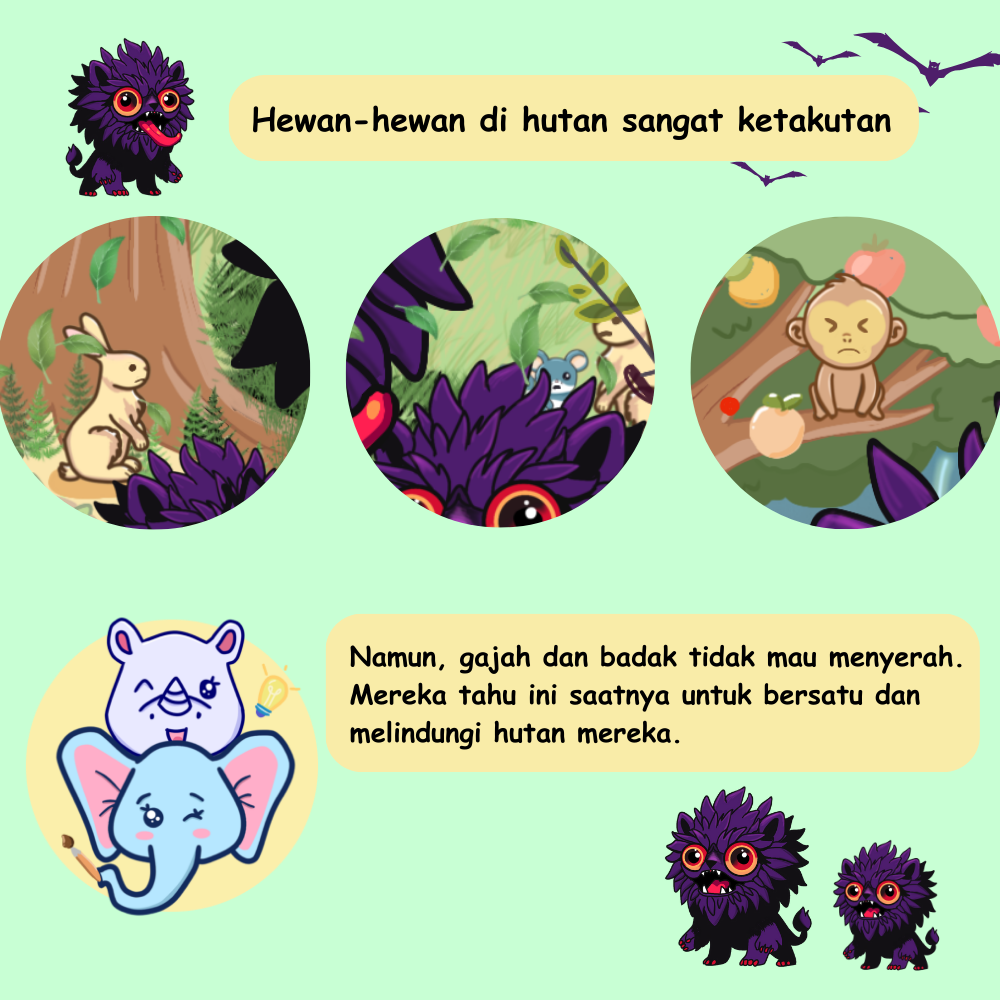 Hewan-hewan di hutan sangat ketakutan
Namun, gajah dan badak tidak mau menyerah.
Mereka tahu ini saatnya untuk bersatu dan
melindungi hutan mereka.